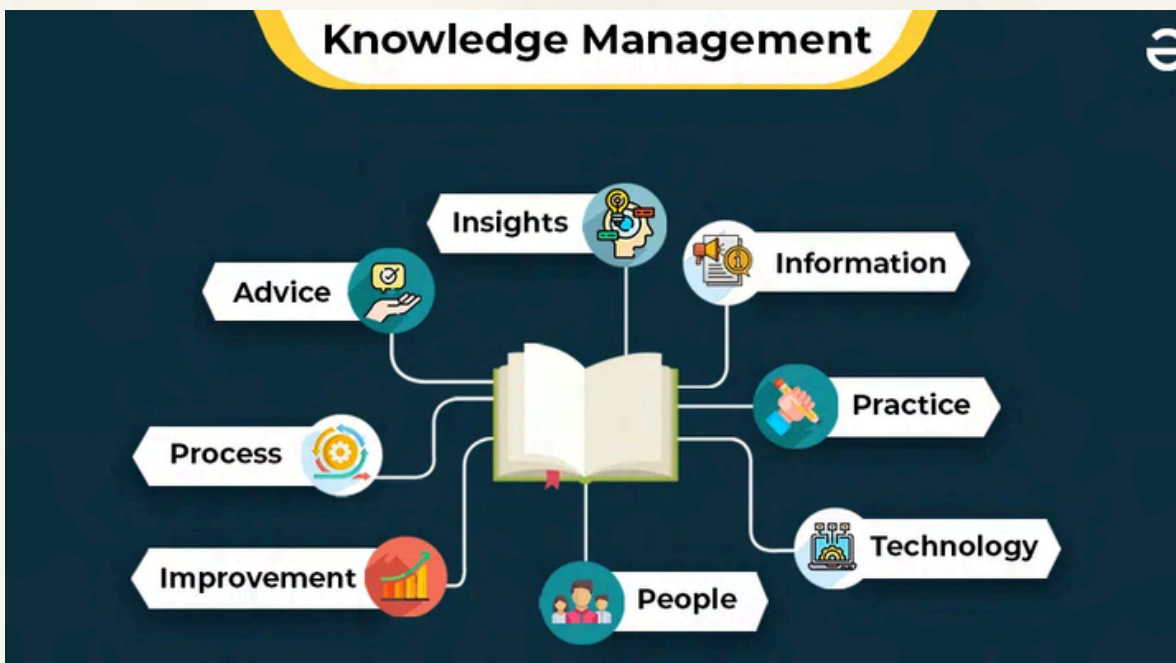 Knowledge Management
Insights
Information
Advice
Practice
Process
Technology
Improvement
People